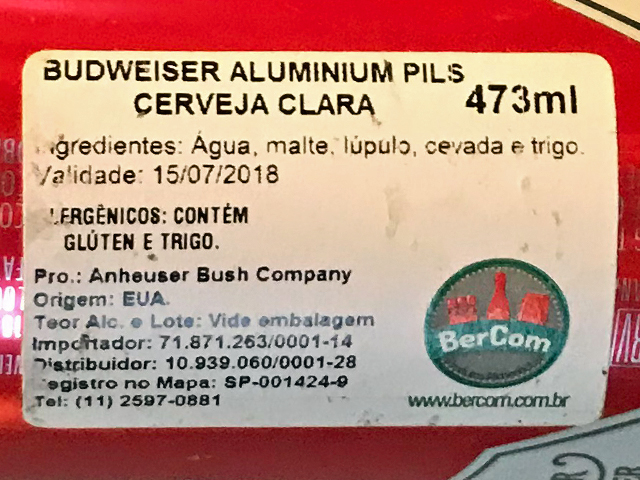 BUDWEISER ALUMINIUM PILS
CERVEJA CLARA 473ml
Ingredientes: Água, malte, lúpulo, cevada e trigo.
Validade: 15/07/2018
ALERGÊNICOS: CONTÉM
GLÚTEN E TRIGO.
Pro.: Anheuser Bush Company
Origem: EUA.
Teor Alc. e Lote: Vide embalagem
Importador: 71.871.263/0001-14
Distribuidor: 10.939.060/0001-28
Registro no Mapa: SP-001424-9
Tel: (11) 2597-0881
BerCom
www.bercom.com.br